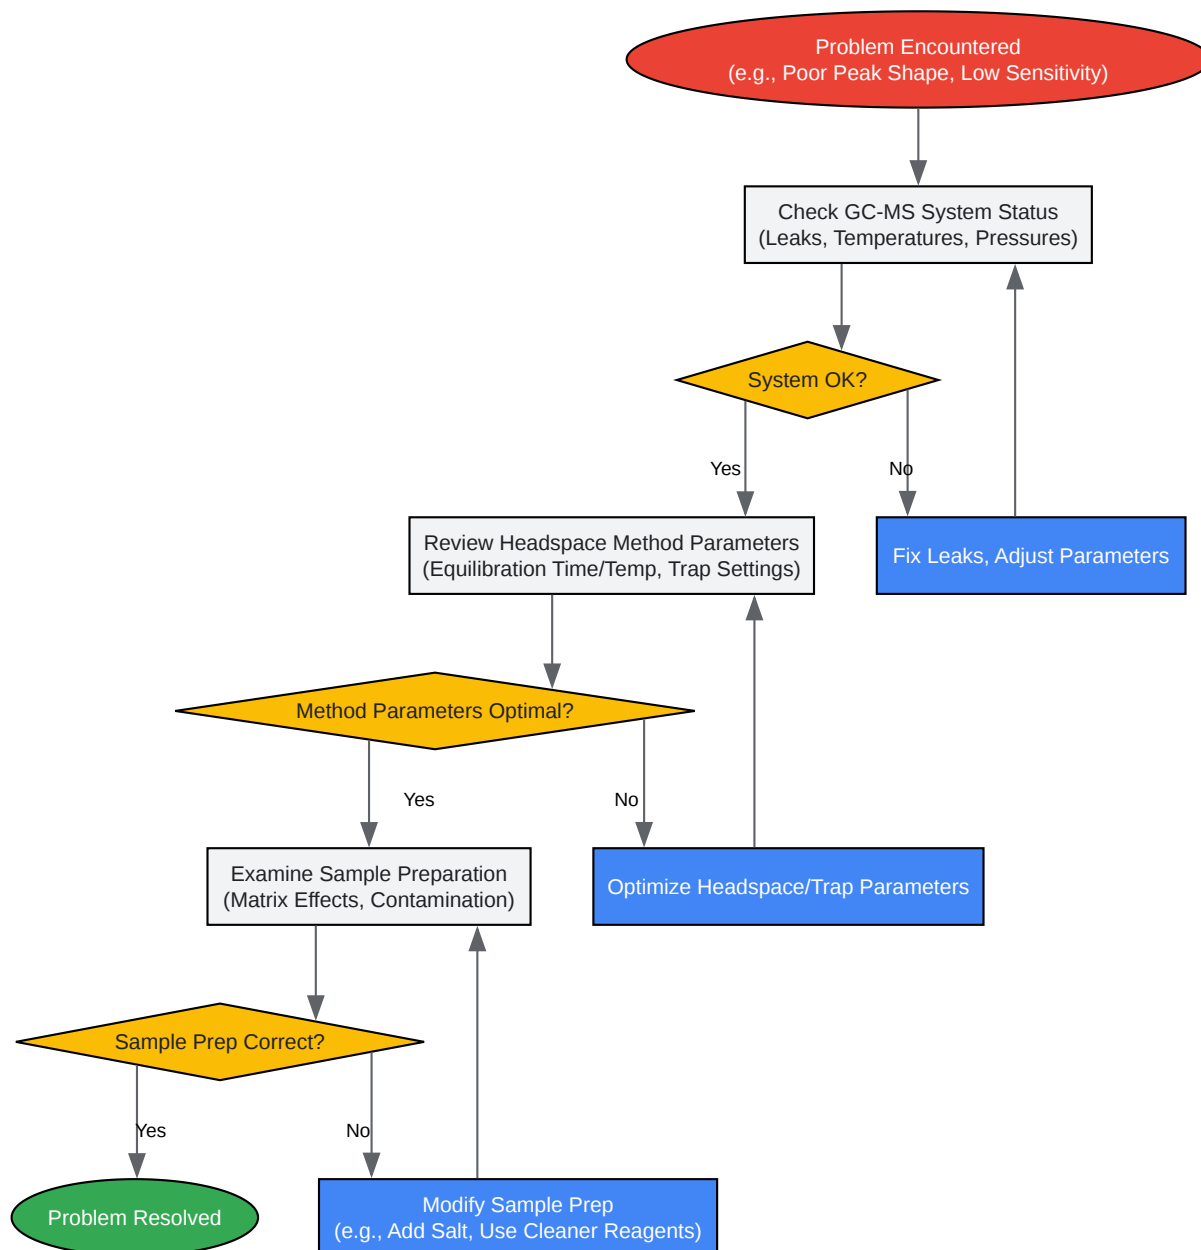 Problem Encountered
(e.g., Poor Peak Shape, Low Sensitivity)
Check GC-MS System Status
(Leaks, Temperatures, Pressures)
System OK?
Yes
No
Review Headspace Method Parameters
(Equilibration Time/Temp, Trap Settings)
Fix Leaks, Adjust Parameters
Method Parameters Optimal?
Yes
No
Examine Sample Preparation
(Matrix Effects, Contamination)
Optimize Headspace/Trap Parameters
Sample Prep Correct?
Yes
No
Problem Resolved
Modify Sample Prep
(e.g., Add Salt, Use Cleaner Reagents)